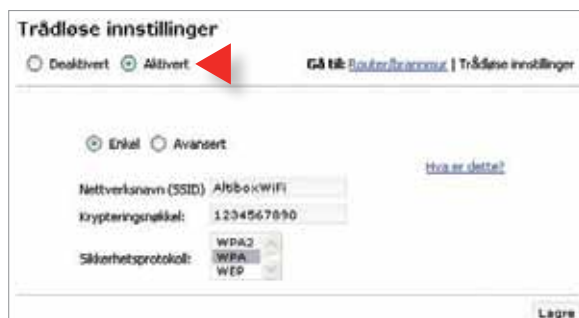 Trådløse innstillinger
Deaktivert Aktivert
Gå til: Router/brannmur | Trådløse innstillinger
Enkel Avansert
Hva er dette?
Nettverksnavn (SSID) AltiboxWiFi
Krypteringsnøkkel: 1234567890
Sikkerhetsprotokoll: WPA2
WPA
WEP
Lagre